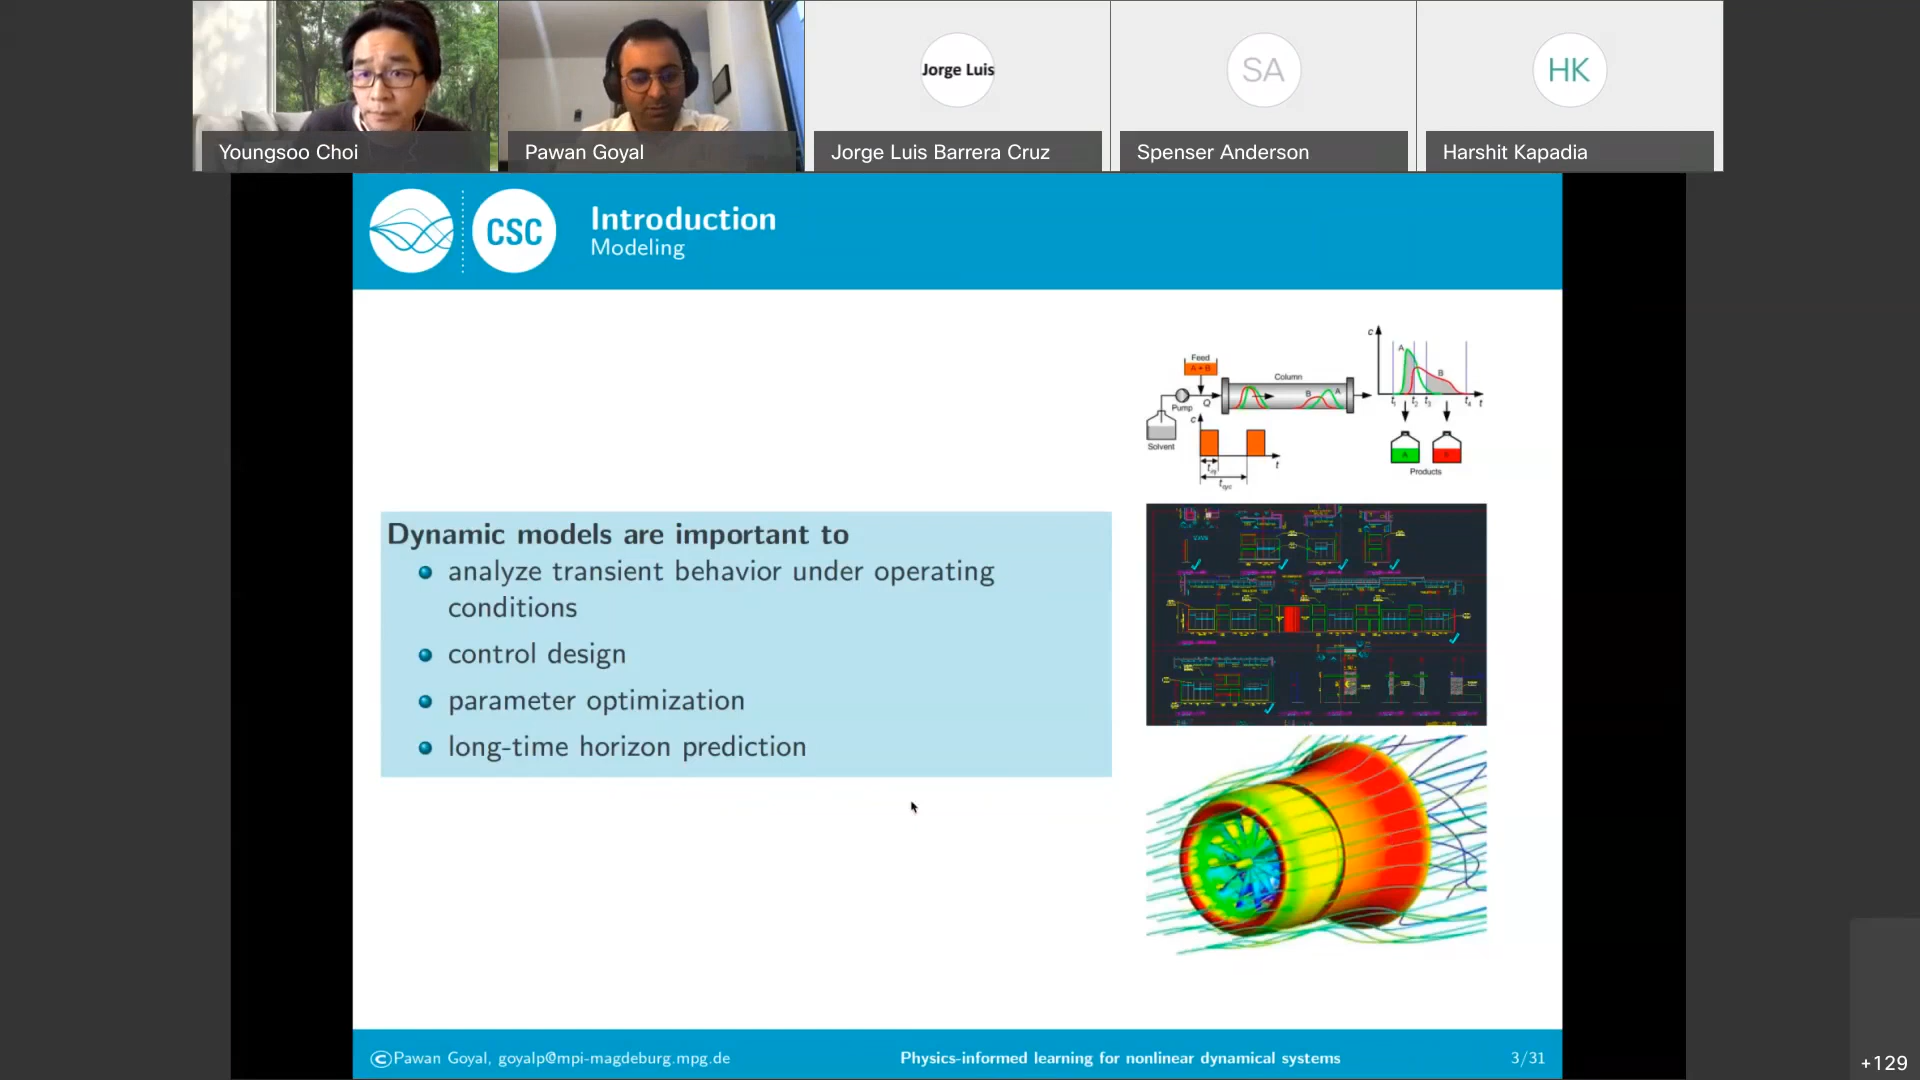 Jorge Luis
SA
HK
Youngsoo Choi
Pawan Goyal
Jorge Luis Barrera Cruz
Spenser Anderson
Harshit Kapadia
CSC
Introduction
Modeling
Feed
A + B
Pump
Q
Solvent
Column
B
A
c
t
c
A
B
t
Products
Dynamic models are important to
analyze transient behavior under operating
conditions
control design
parameter optimization
long-time horizon prediction
©Pawan Goyal, goyalp@mpi-magdeburg.mpg.de
Physics-informed learning for nonlinear dynamical systems
3/31
+129